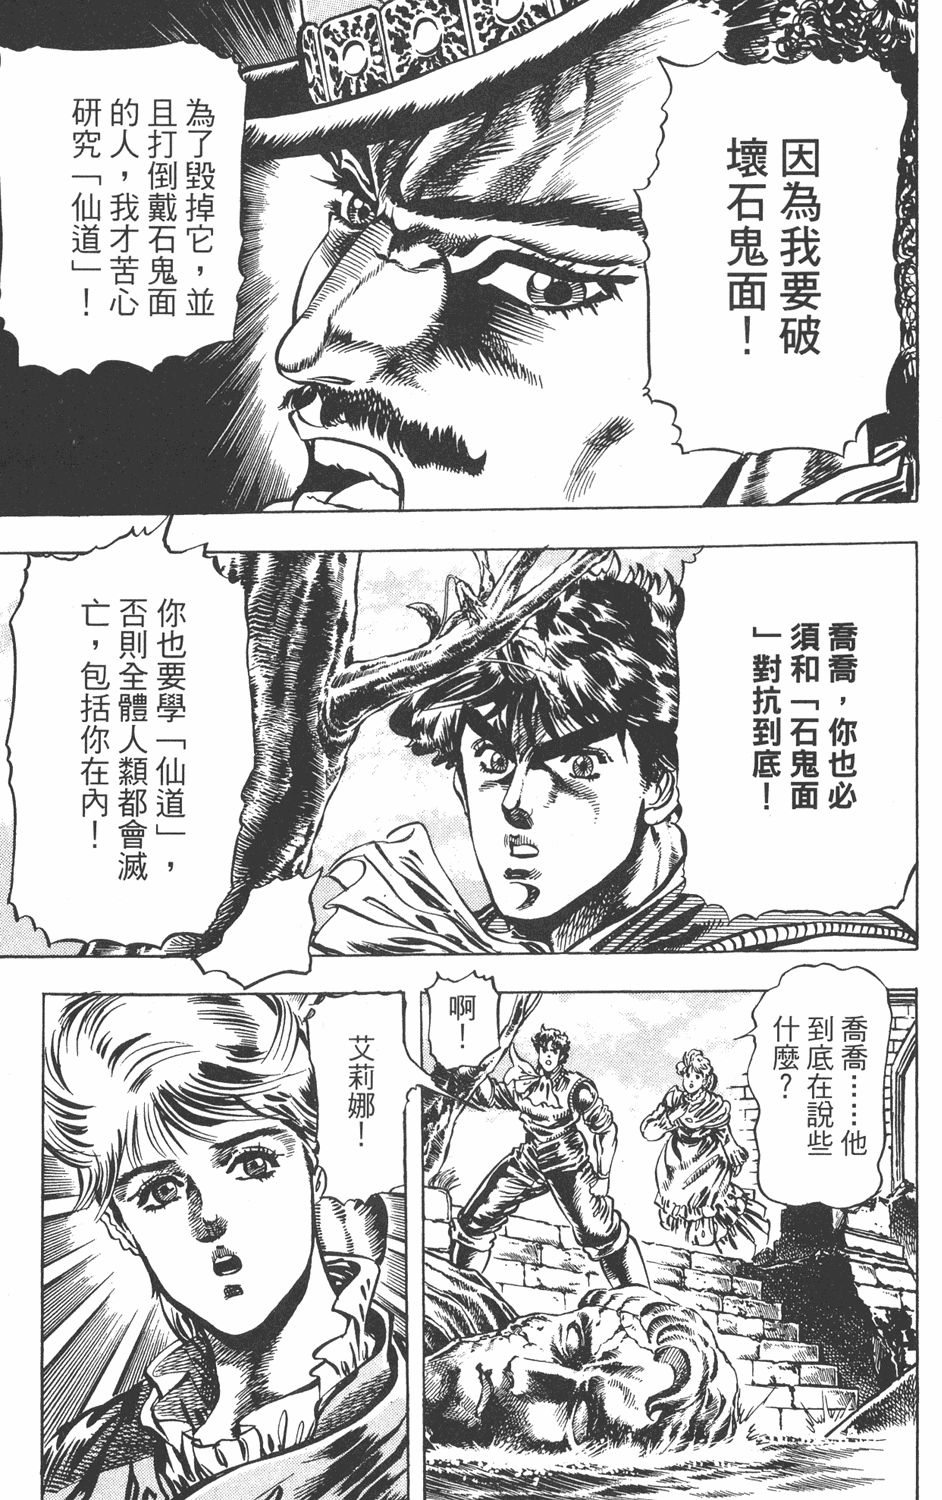 因為我要破
壞石鬼面！
為了毀掉它，並
且打倒戴石鬼面
的人，我才苦心
研究「仙道」！
喬喬，你也必
須和「石鬼面
」對抗到底！
你也要學「仙道」，
否則全體人類都會滅
亡，包括你在內！
喬喬……他
到底在說些
什麼？
啊！
艾莉娜！